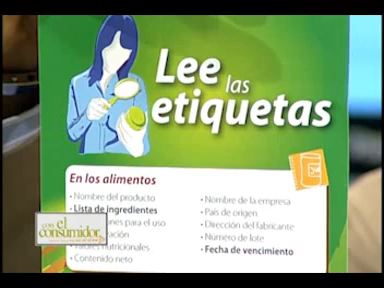 Lee
las
etiquetas
En los alimentos
• Nombre del producto
• Lista de ingredientes
para el uso
nutricionales
• Contenido neto
• Nombre de la empresa
• País de origen
• Dirección del fabricante
• Número de lote
• Fecha de vencimiento
con el
consumidor